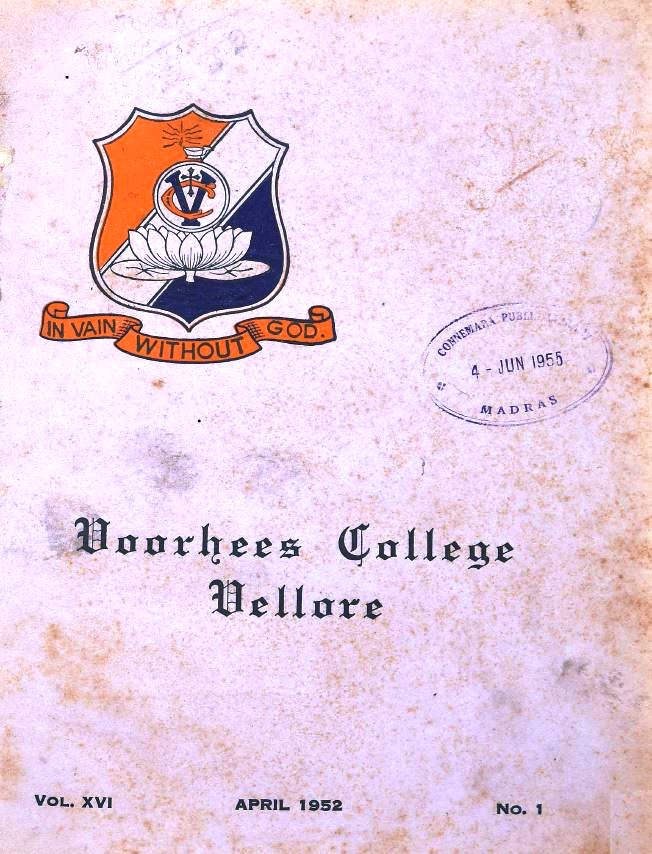 VC
IN VAIN WITHOUT GOD.
CONNEMARA PUBLIC
4 - JUN 1955
MADRAS
Voorhees College
Vellore
VOL. XVI APRIL 1952 No. 1